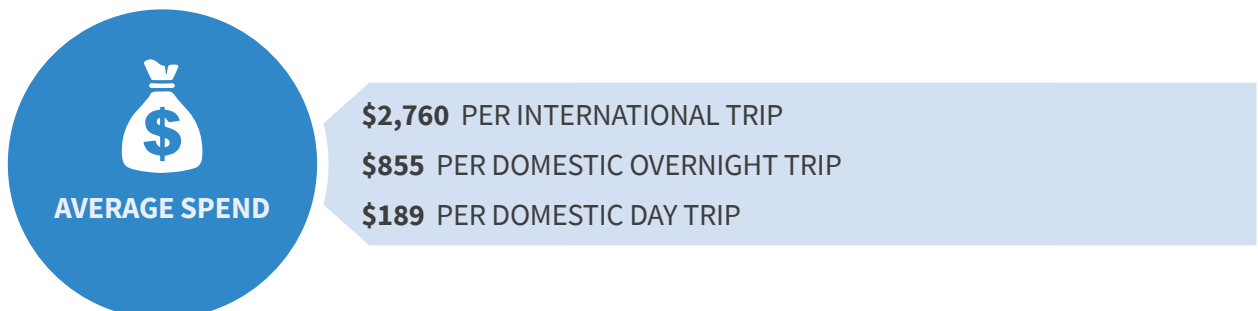 $
AVERAGE SPEND
$2,760 PER INTERNATIONAL TRIP
$855 PER DOMESTIC OVERNIGHT TRIP
$189 PER DOMESTIC DAY TRIP